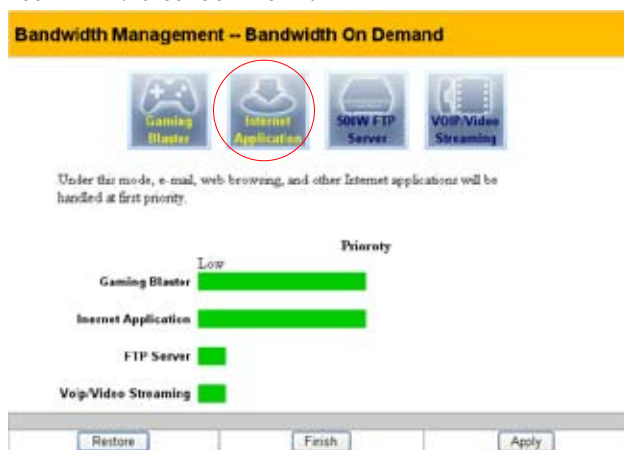 Bandwidth Management -- Bandwidth On Demand
Gaming
Blaster
Internet
Application
500W FTP
Server
VOIP/Video
Streaming
Under this mode, e-mail, web browsing, and other Internet applications will be
handled at first priority.
Prioroty
Low
Gaming Blaster
Inernet Application
FTP Server
Voip/Video Streaming
Restore
Finish
Apply